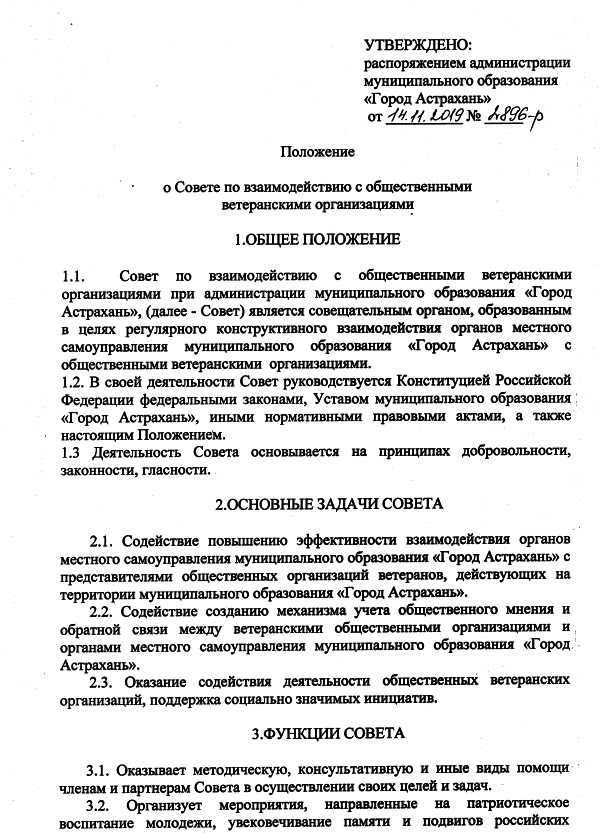 УТВЕРЖДЕНО:
распоряжением администрации
муниципального образования
«Город Астрахань»
от 14.11.2019 № 2896-р
Положение
о Совете по взаимодействию с общественными
ветеранскими организациями
1.ОБЩЕЕ ПОЛОЖЕНИЕ
1.1. Совет по взаимодействию с общественными ветеранскими
организациями при администрации муниципального образования «Город
Астрахань», (далее - Совет) является совещательным органом, образованным
в целях регулярного конструктивного взаимодействия органов местного
самоуправления муниципального образования «Город Астрахань» с
общественными ветеранскими организациями.
1.2. В своей деятельности Совет руководствуется Конституцией Российской
Федерации федеральными законами, Уставом муниципального образования
«Город Астрахань», иными нормативными правовыми актами, а также
настоящим Положением.
1.3 Деятельность Совета основывается на принципах добровольности,
законности, гласности.
2.ОСНОВНЫЕ ЗАДАЧИ СОВЕТА
2.1. Содействие повышению эффективности взаимодействия органов
местного самоуправления муниципального образования «Город Астрахань» с
представителями общественных организаций ветеранов, действующих на
территории муниципального образования «Город Астрахань».
2.2. Содействие созданию механизма учета общественного мнения и
обратной связи между ветеранскими общественными организациями и
органами местного самоуправления муниципального образования «Город
Астрахань».
2.3. Оказание содействия деятельности общественных ветеранских
организаций, поддержка социально значимых инициатив.
3.ФУНКЦИИ СОВЕТА
3.1. Оказывает методическую, консультативную и иные виды помощи
членам и партнерам Совета в осуществлении своих целей и задач.
3.2. Организует мероприятия, направленные на патриотическое
воспитание молодежи, увековечивание памяти и подвигов российских